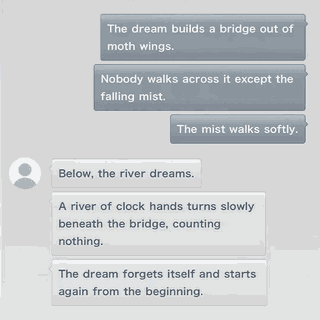 The dream builds a bridge out of
moth wings.
Nobody walks across it except the
falling mist.
The mist walks softly.
Below, the river dreams.
A river of clock hands turns slowly
beneath the bridge, counting
nothing.
The dream forgets itself and starts
again from the beginning.